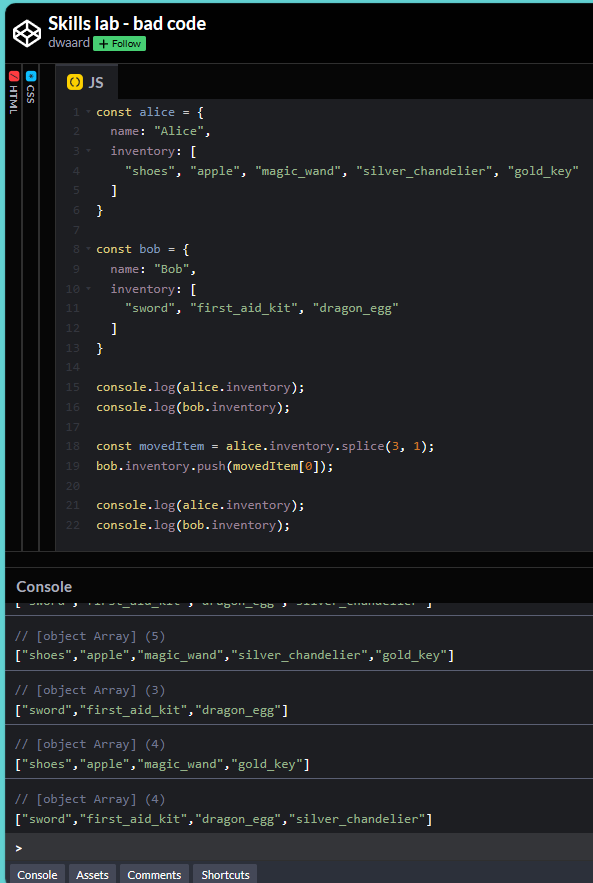 Skills lab - bad code
dwaard + Follow
HTML
CSS
JS
1 const alice = {
2 name: "Alice",
3 inventory: [
4 "shoes", "apple", "magic_wand", "silver_chandelier", "gold_key"
5 ]
6 }
7
8 const bob = {
9 name: "Bob",
10 inventory: [
11 "sword", "first_aid_kit", "dragon_egg"
12 ]
13 }
14
15 console.log(alice.inventory);
16 console.log(bob.inventory);
17
18 const movedItem = alice.inventory.splice(3, 1);
19 bob.inventory.push(movedItem[0]);
20
21 console.log(alice.inventory);
22 console.log(bob.inventory);
Console
["sword","first_aid_kit","dragon_egg","silver_chandelier"]
// [object Array] (5)
["shoes","apple","magic_wand","silver_chandelier","gold_key"]
// [object Array] (3)
["sword","first_aid_kit","dragon_egg"]
// [object Array] (4)
["shoes","apple","magic_wand","gold_key"]
// [object Array] (4)
["sword","first_aid_kit","dragon_egg","silver_chandelier"]
>
Console Assets Comments Shortcuts